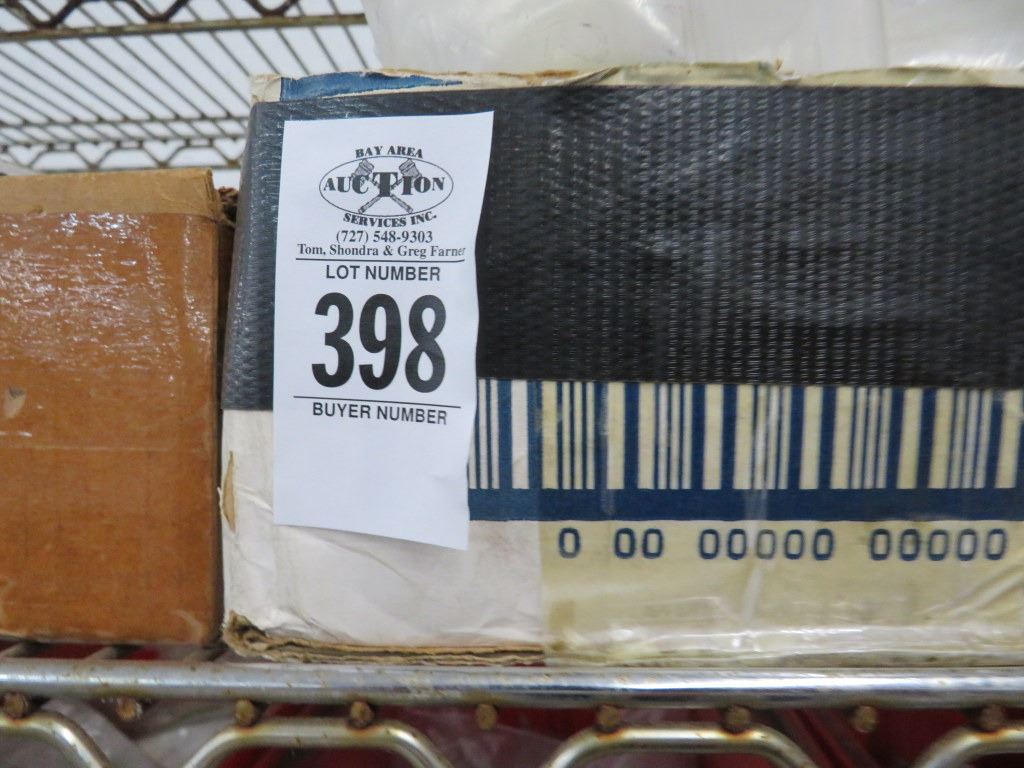 BAY AREA
AUCTION
SERVICES INC.
(727) 548-9303
Tom, Shondra & Greg Farner
LOT NUMBER
398
BUYER NUMBER
0 00 00000 00000